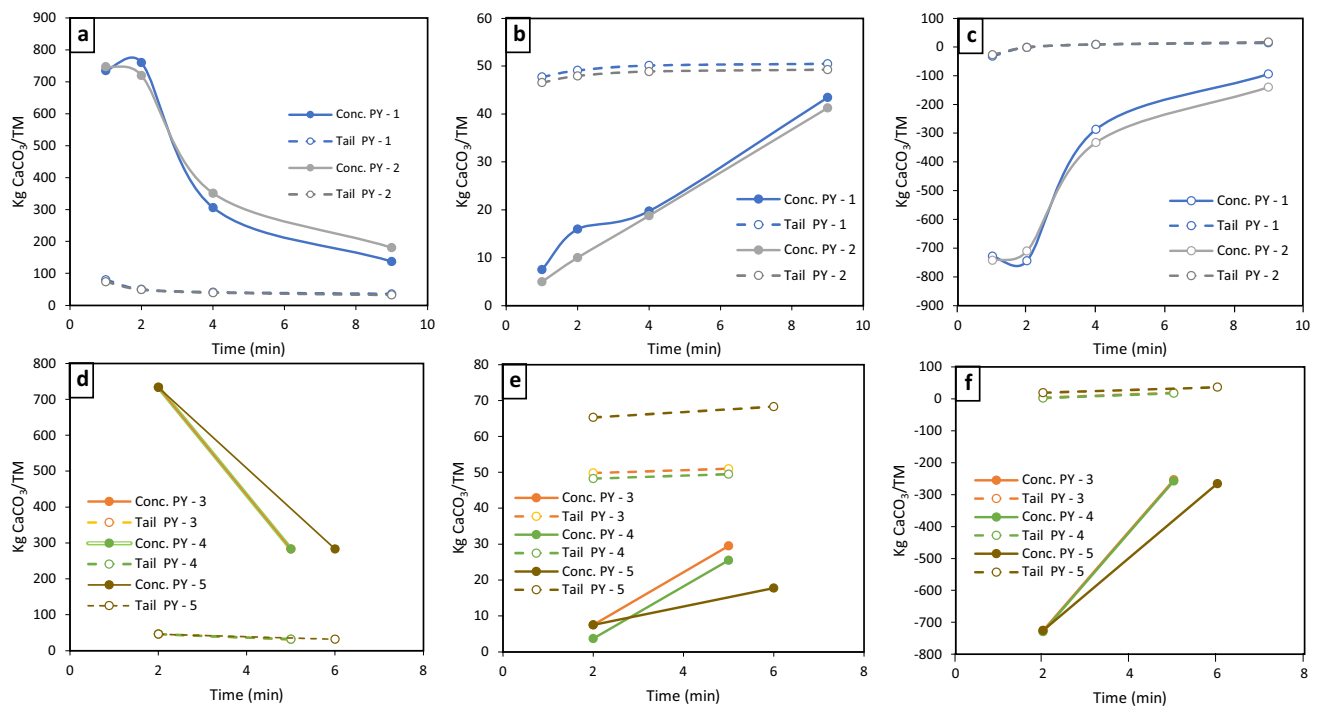 a
Kg CaCO3/TM
900
800
700
600
500
400
300
200
100
0
0 2 4 6 8 10
Time (min)
Conc. PY - 1
Tail PY - 1
Conc. PY - 2
Tail PY - 2
b
Kg CaCO3/TM
60
50
40
30
20
10
0
0 2 4 6 8 10
Time (min)
Conc. PY - 1
Tail PY - 1
Conc. PY - 2
Tail PY - 2
c
Kg CaCO3/TM
100
0
-100
-200
-300
-400
-500
-600
-700
-800
-900
0 2 4 6 8 10
Time (min)
Conc. PY - 1
Tail PY - 1
Conc. PY - 2
Tail PY - 2
d
Kg CaCO3/TM
800
700
600
500
400
300
200
100
0
0 2 4 6 8
Time (min)
Conc. PY - 3
Tail PY - 3
Conc. PY - 4
Tail PY - 4
Conc. PY - 5
Tail PY - 5
e
Kg CaCO3/TM
80
70
60
50
40
30
20
10
0
0 2 4 6 8
Time (min)
Conc. PY - 3
Tail PY - 3
Conc. PY - 4
Tail PY - 4
Conc. PY - 5
Tail PY - 5
f
Kg CaCO3/TM
100
0
-100
-200
-300
-400
-500
-600
-700
-800
0 2 4 6 8
Time (min)
Conc. PY - 3
Tail PY - 3
Conc. PY - 4
Tail PY - 4
Conc. PY - 5
Tail PY - 5